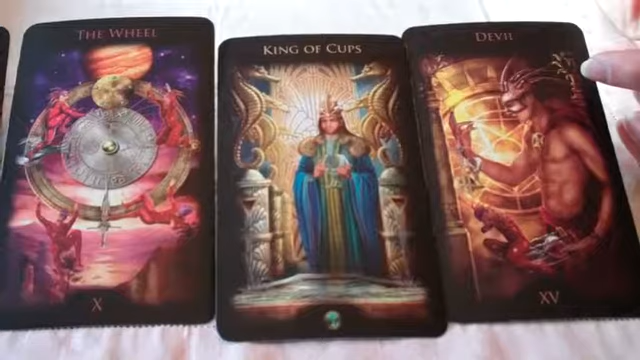 THE WHEEL
X
KING OF CUPS
DEVIL
XV